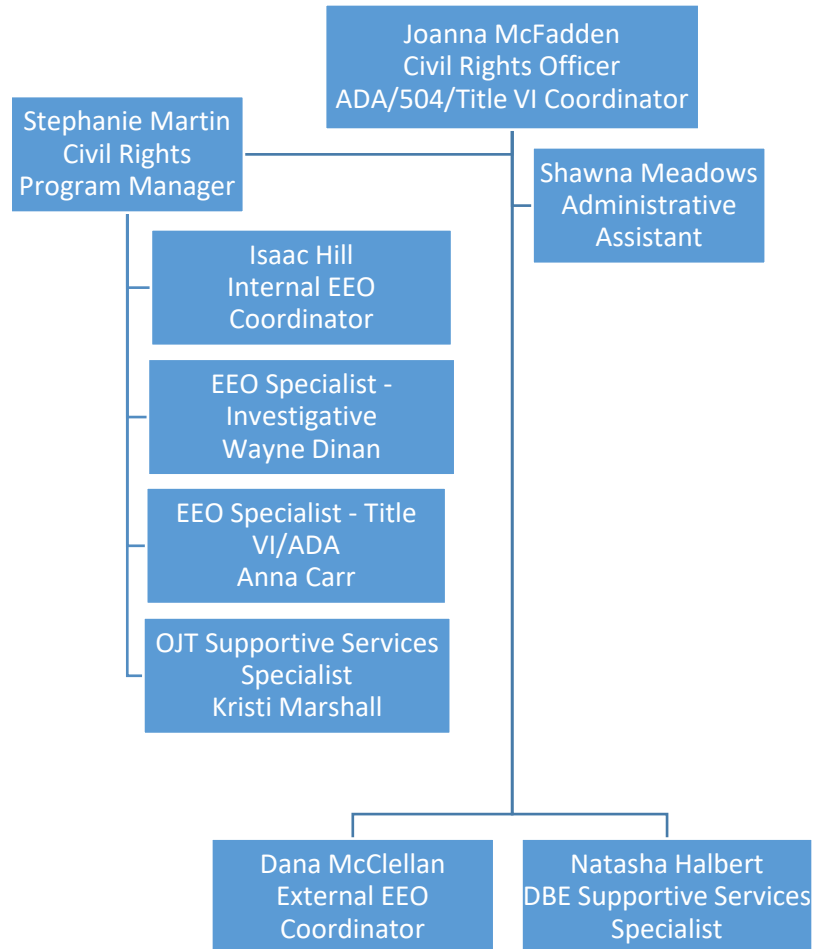 Joanna McFadden
Civil Rights Officer
ADA/504/Title VI Coordinator
Stephanie Martin
Civil Rights
Program Manager
Shawna Meadows
Administrative
Assistant
Isaac Hill
Internal EEO
Coordinator
EEO Specialist -
Investigative
Wayne Dinan
EEO Specialist - Title
VI/ADA
Anna Carr
OJT Supportive Services
Specialist
Kristi Marshall
Dana McClellan
External EEO
Coordinator
Natasha Halbert
DBE Supportive Services
Specialist